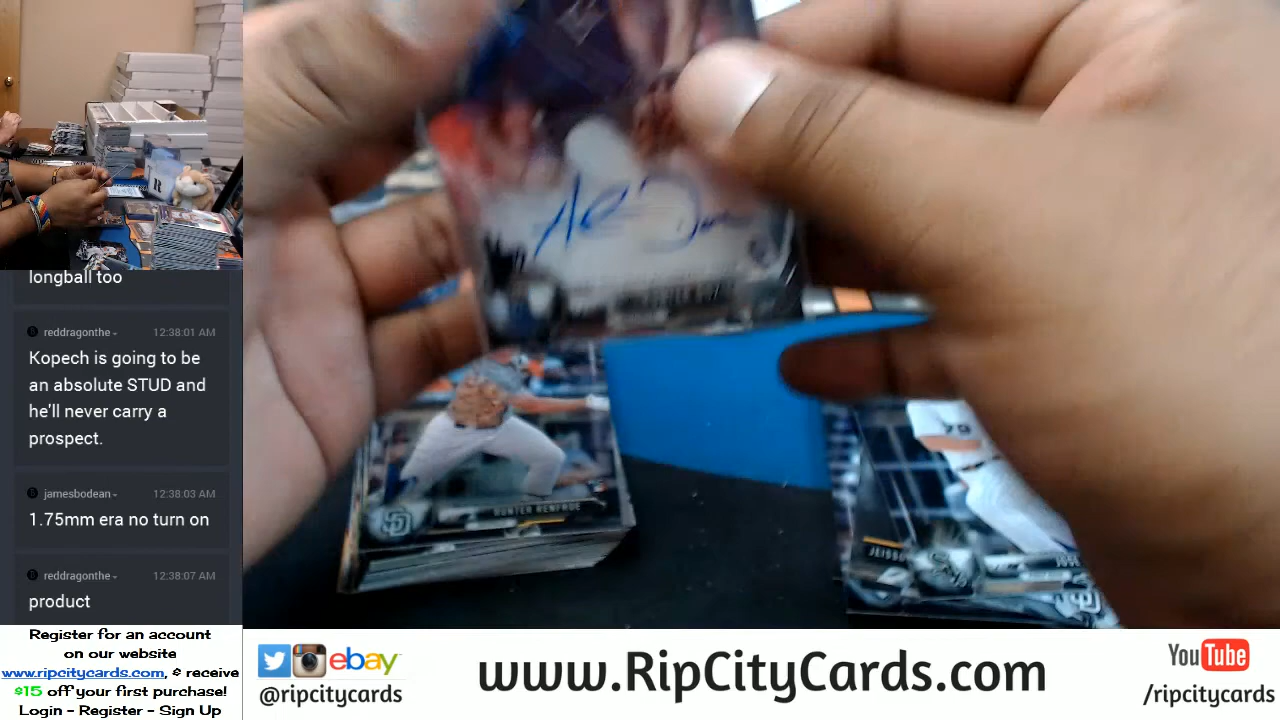 longball too
reddragonthe 12:38:01 AM
Kopech is going to be
an absolute STUD and
he'll never carry a
prospect.
jamesbodean 12:38:03 AM
1.75mm era no turn on
reddragonthe 12:38:07 AM
product
Register for an account
on our website
www.ripcitycards.com, & receive
$15 off your first purchase!
Login - Register - Sign Up
ebay
@ripcitycards
www.RipCityCards.com
YouTube
/ripcitycards
HUNTER RENFROE
79